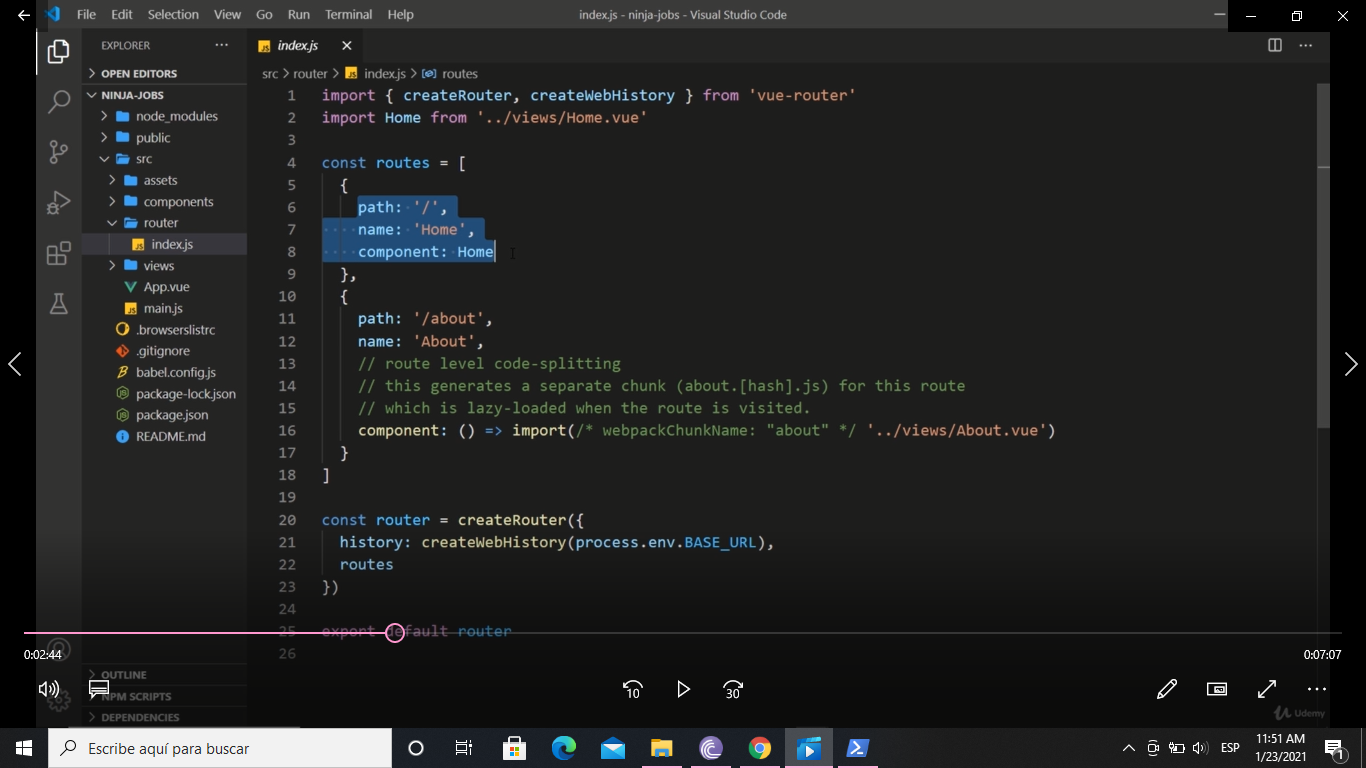 File Edit Selection View Go Run Terminal Help
index.js - ninja-jobs - Visual Studio Code
EXPLORER
OPEN EDITORS
NINJA-JOBS
node_modules
public
src
assets
components
router
index.js
views
App.vue
main.js
.browserslistrc
.gitignore
babel.config.js
package-lock.json
package.json
README.md
OUTLINE
NPM SCRIPTS
DEPENDENCIES
index.js
src > router > index.js > routes
1 import { createRouter, createWebHistory } from 'vue-router'
2 import Home from '../views/Home.vue'
3
4 const routes = [
5 {
6 path: '/',
7 name: 'Home',
8 component: Home
9 },
10 {
11 path: '/about',
12 name: 'About',
13 // route level code-splitting
14 // this generates a separate chunk (about.[hash].js) for this route
15 // which is lazy-loaded when the route is visited.
16 component: () => import(/* webpackChunkName: "about" */ '../views/About.vue')
17 }
18 ]
19
20 const router = createRouter({
21 history: createWebHistory(process.env.BASE_URL),
22 routes
23 })
24
25 export default router
26
0:02:44
0:07:07
10
30
Udemy
Escribe aquí para buscar
ESP
11:51 AM
1/23/2021
1